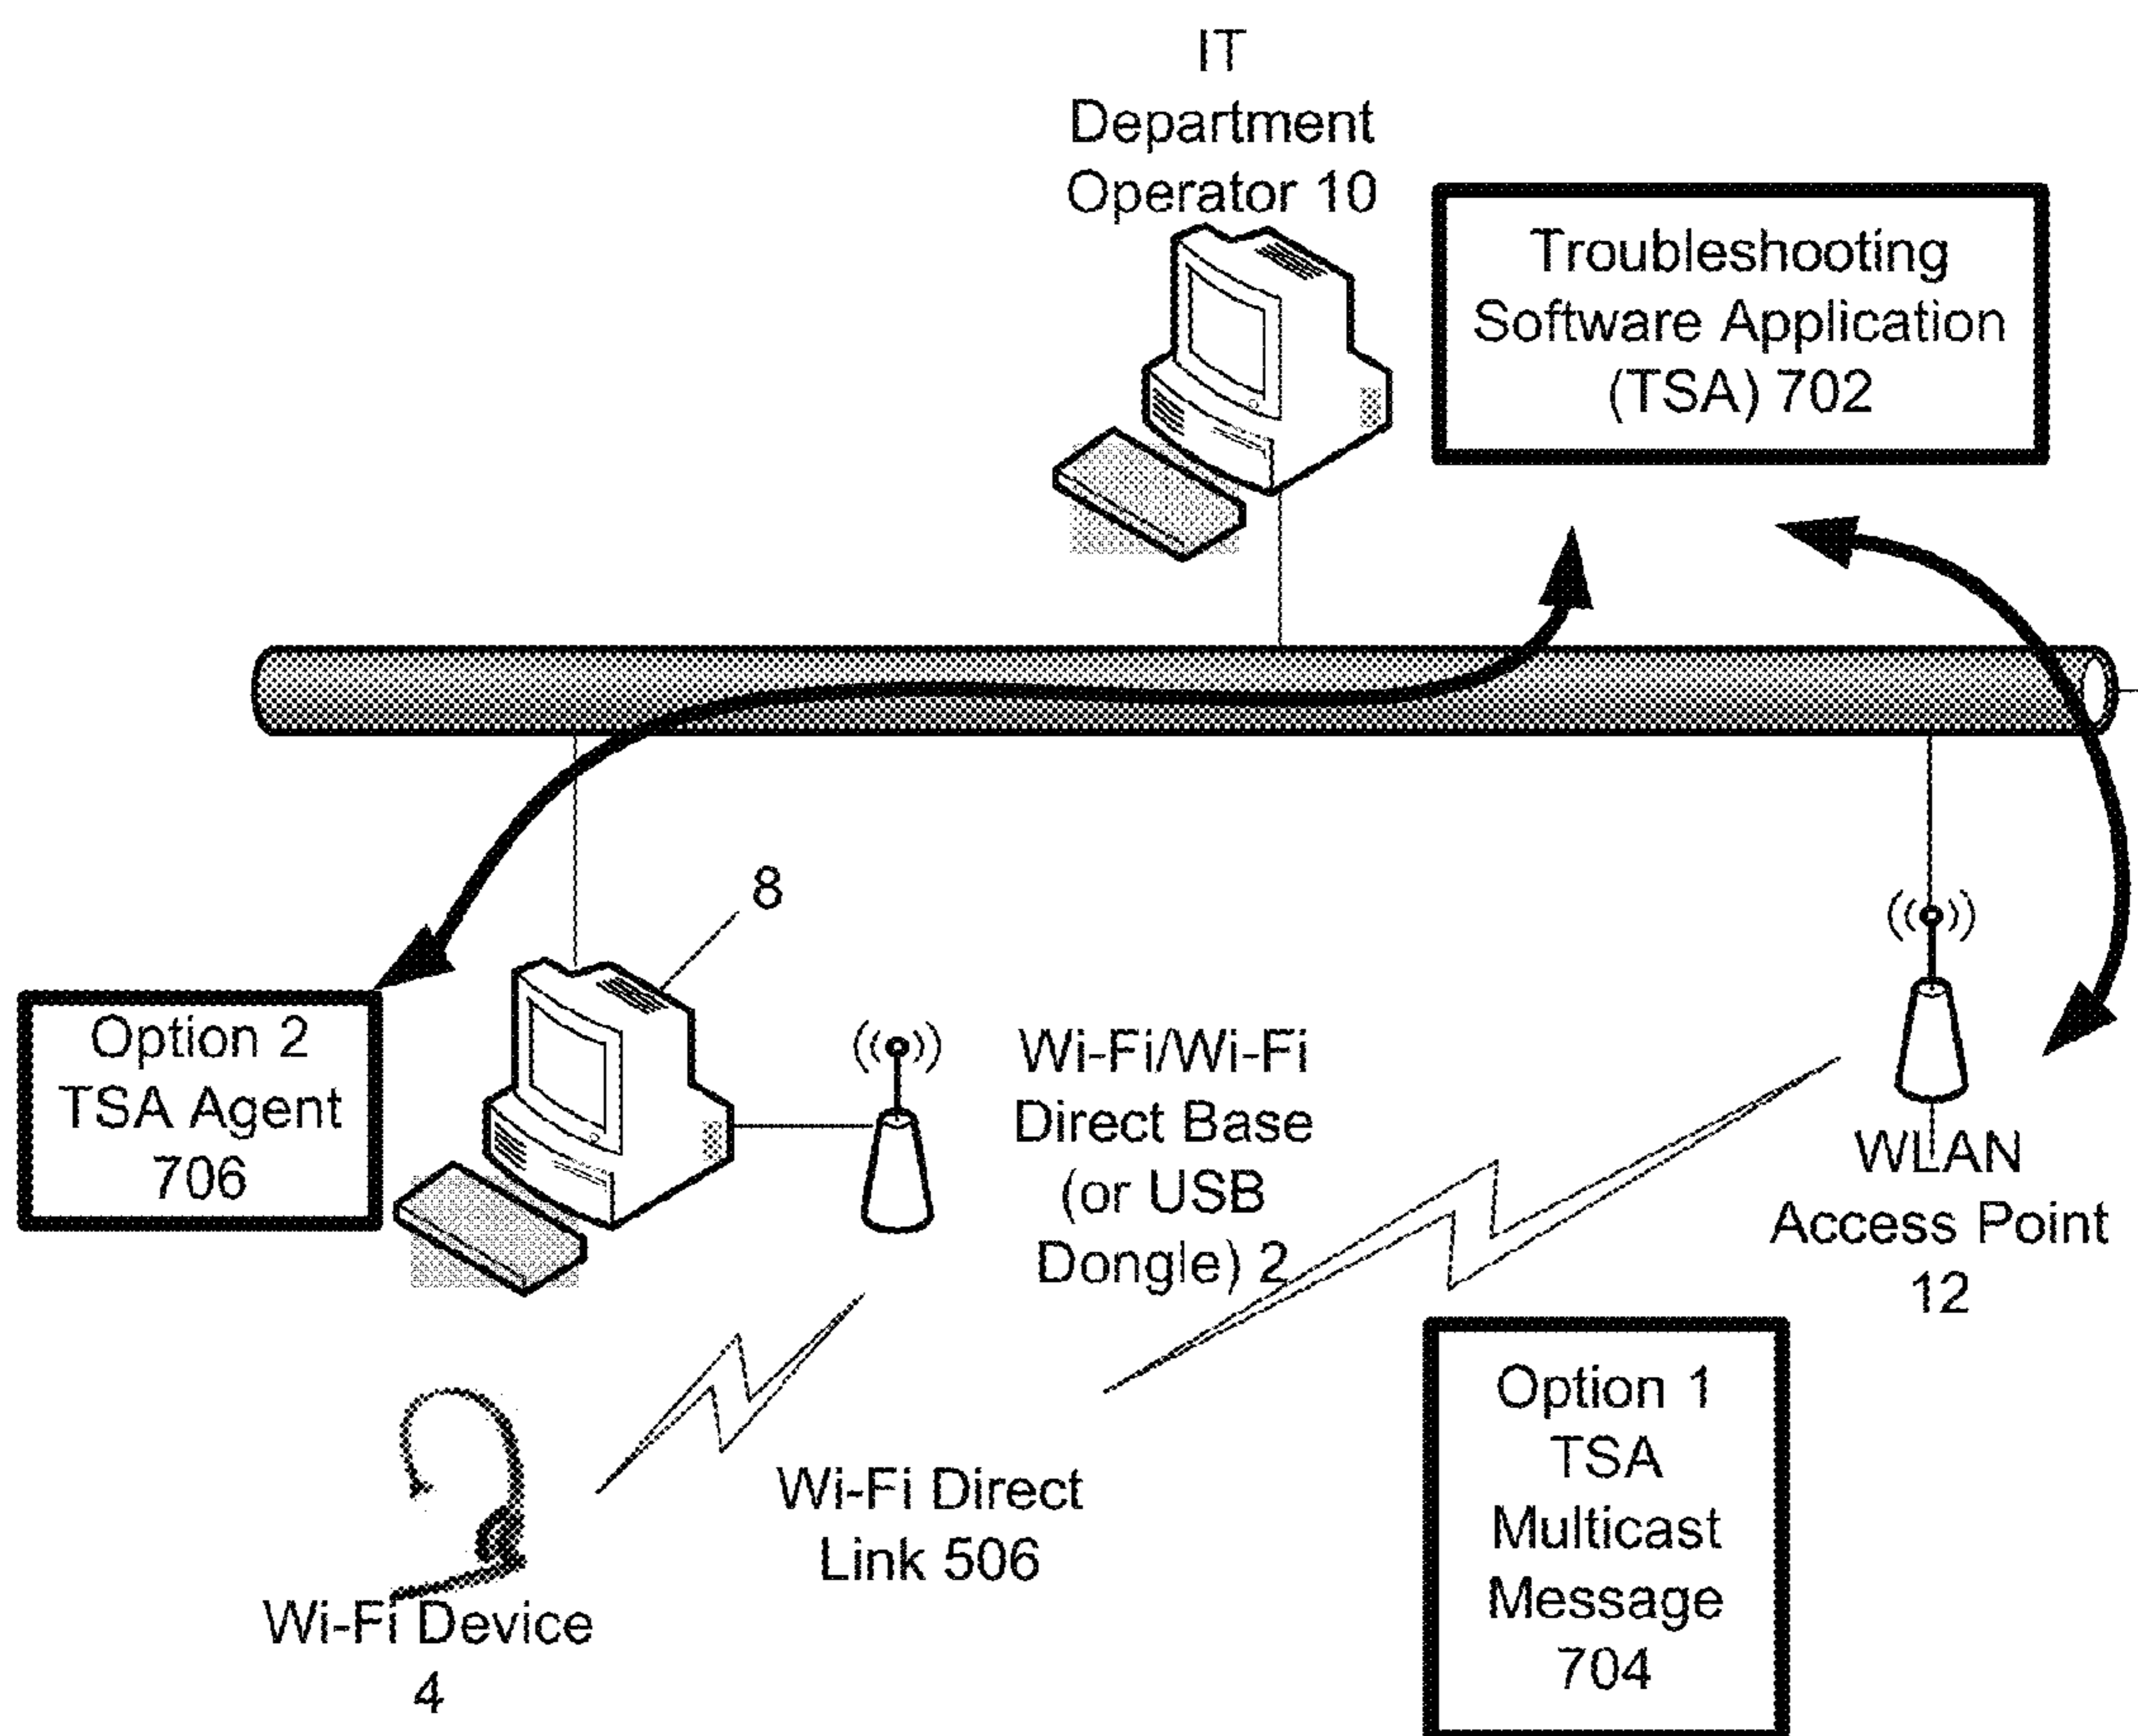 IT
Department
Operator 10
Troubleshooting
Software Application
(TSA) 702
8
Option 2
TSA Agent
706
Wi-Fi/Wi-Fi
Direct Base
(or USB
Dongle) 2
WLAN
Access Point
12
Wi-Fi Direct
Link 506
Wi-Fi Device
4
Option 1
TSA
Multicast
Message
704